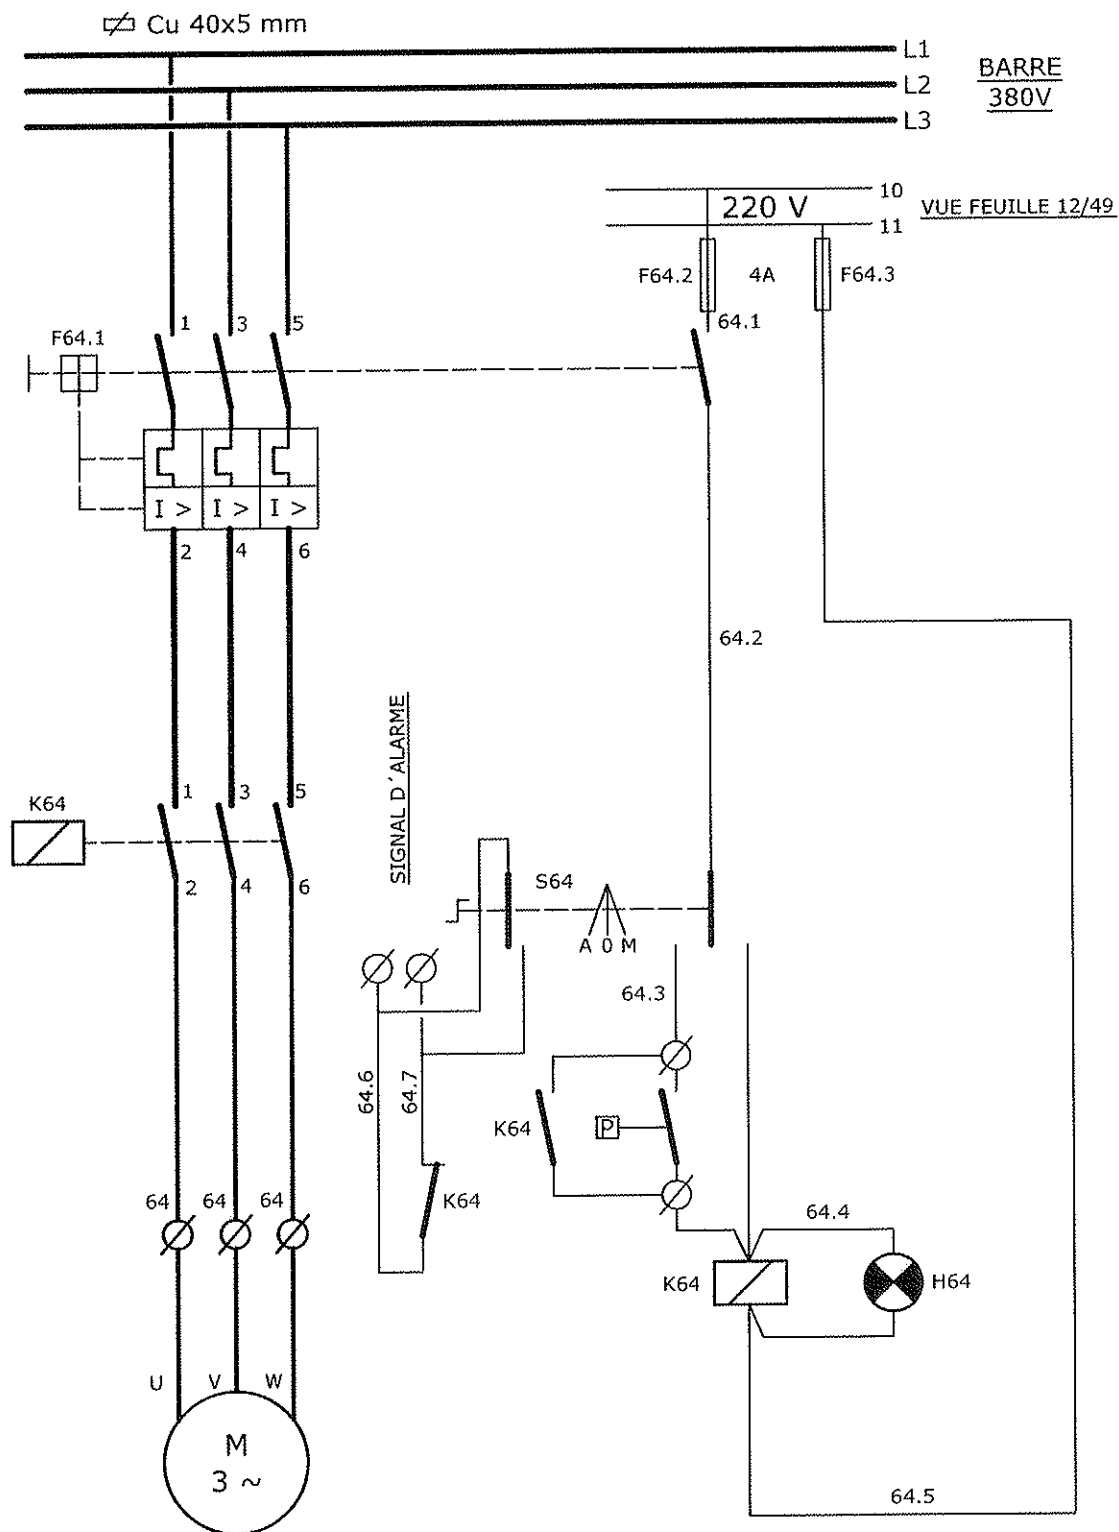 Cu 40x5 mm
L1
L2
L3
BARRE
380V
10
220 V
11
VUE FEUILLE 12/49
F64.2
4A
F64.3
64.1
F64.1
1
3
5
I >
I >
I >
2
4
6
64.2
SIGNAL D´ALARME
K64
1
3
5
2
4
6
S64
A 0 M
64.3
64.6
64.7
K64
P
K64
64
64
64
64.4
K64
H64
U
V
W
M
3 ~
64.5